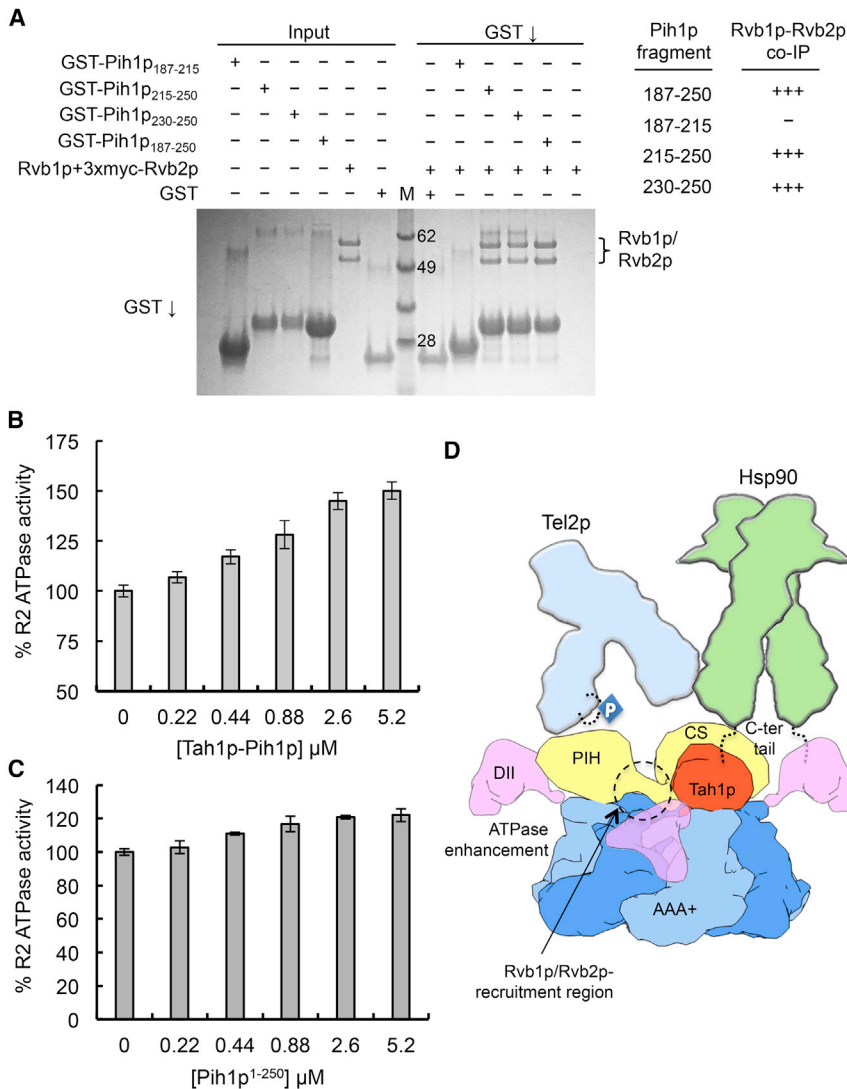 A
Input
GST ↓
Pih1p fragment
Rvb1p-Rvb2p co-IP
GST-Pih1p187-215 + – – – – – – + – – – –
GST-Pih1p215-250 – + – – – – – – + – – –
GST-Pih1p230-250 – – + – – – – – – + – –
GST-Pih1p187-250 – – – + – – – – – – + –
Rvb1p+3xmyc-Rvb2p – – – – + – + + + + + +
GST – – – – – + M + – – – – –
187-250 +++
187-215 –
215-250 +++
230-250 +++
62
49
28
Rvb1p/
Rvb2p
GST ↓
B
% R2 ATPase activity
175
150
125
100
75
50
0 0.22 0.44 0.88 2.6 5.2
[Tah1p-Pih1p] µM
C
% R2 ATPase activity
140
120
100
80
60
40
20
0
0 0.22 0.44 0.88 2.6 5.2
[Pih1p1-250] µM
D
Hsp90
Tel2p
P
C-ter
tail
CS
PIH
DII
Tah1p
ATPase
enhancement
AAA+
Rvb1p/Rvb2p-
recruitment region